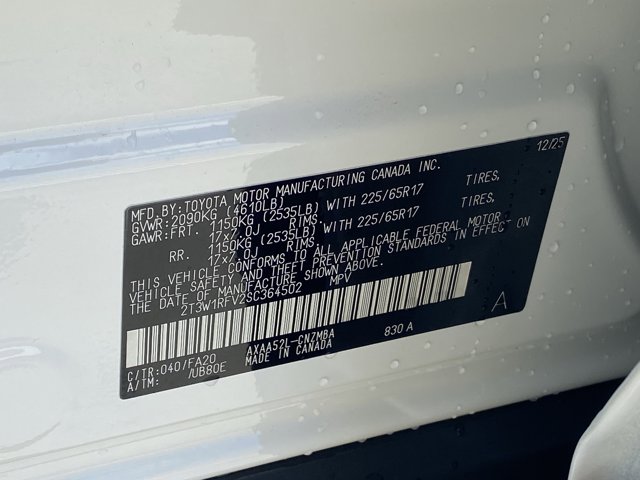 MFD.BY:TOYOTA MOTOR MANUFACTURING CANADA INC. 12/25
GVWR:2090KG (4610LB)
GAWR:FRT. 1150KG (2535LB) WITH 225/65R17 TIRES,
17x7.0J RIMS.
RR. 1150KG (2535LB) WITH 225/65R17 TIRES,
17x7.0J RIMS.
THIS VEHICLE CONFORMS TO ALL APPLICABLE FEDERAL MOTOR
VEHICLE SAFETY AND THEFT PREVENTION STANDARDS IN EFFECT ON
THE DATE OF MANUFACTURE SHOWN ABOVE.
2T3W1RFV2SC364502 MPV
A
C/TR:040/FA20 AXAA52L-CNZMBA 830 A
A/TM: /UB80E MADE IN CANADA